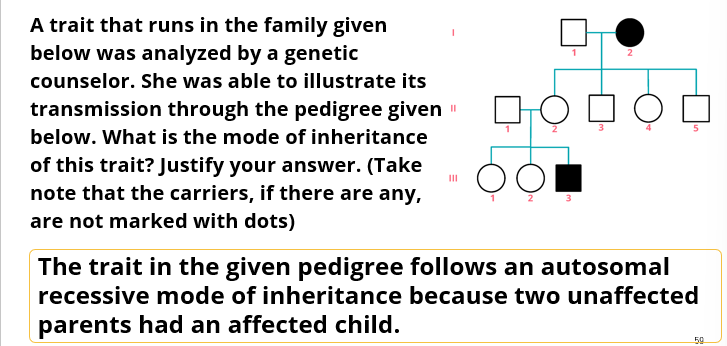 A trait that runs in the family given
below was analyzed by a genetic
counselor. She was able to illustrate its
transmission through the pedigree given
below. What is the mode of inheritance
of this trait? Justify your answer. (Take
note that the carriers, if there are any,
are not marked with dots)
I
1 2
II
1 2 3 4 5
III
1 2 3
The trait in the given pedigree follows an autosomal
recessive mode of inheritance because two unaffected
parents had an affected child.
59